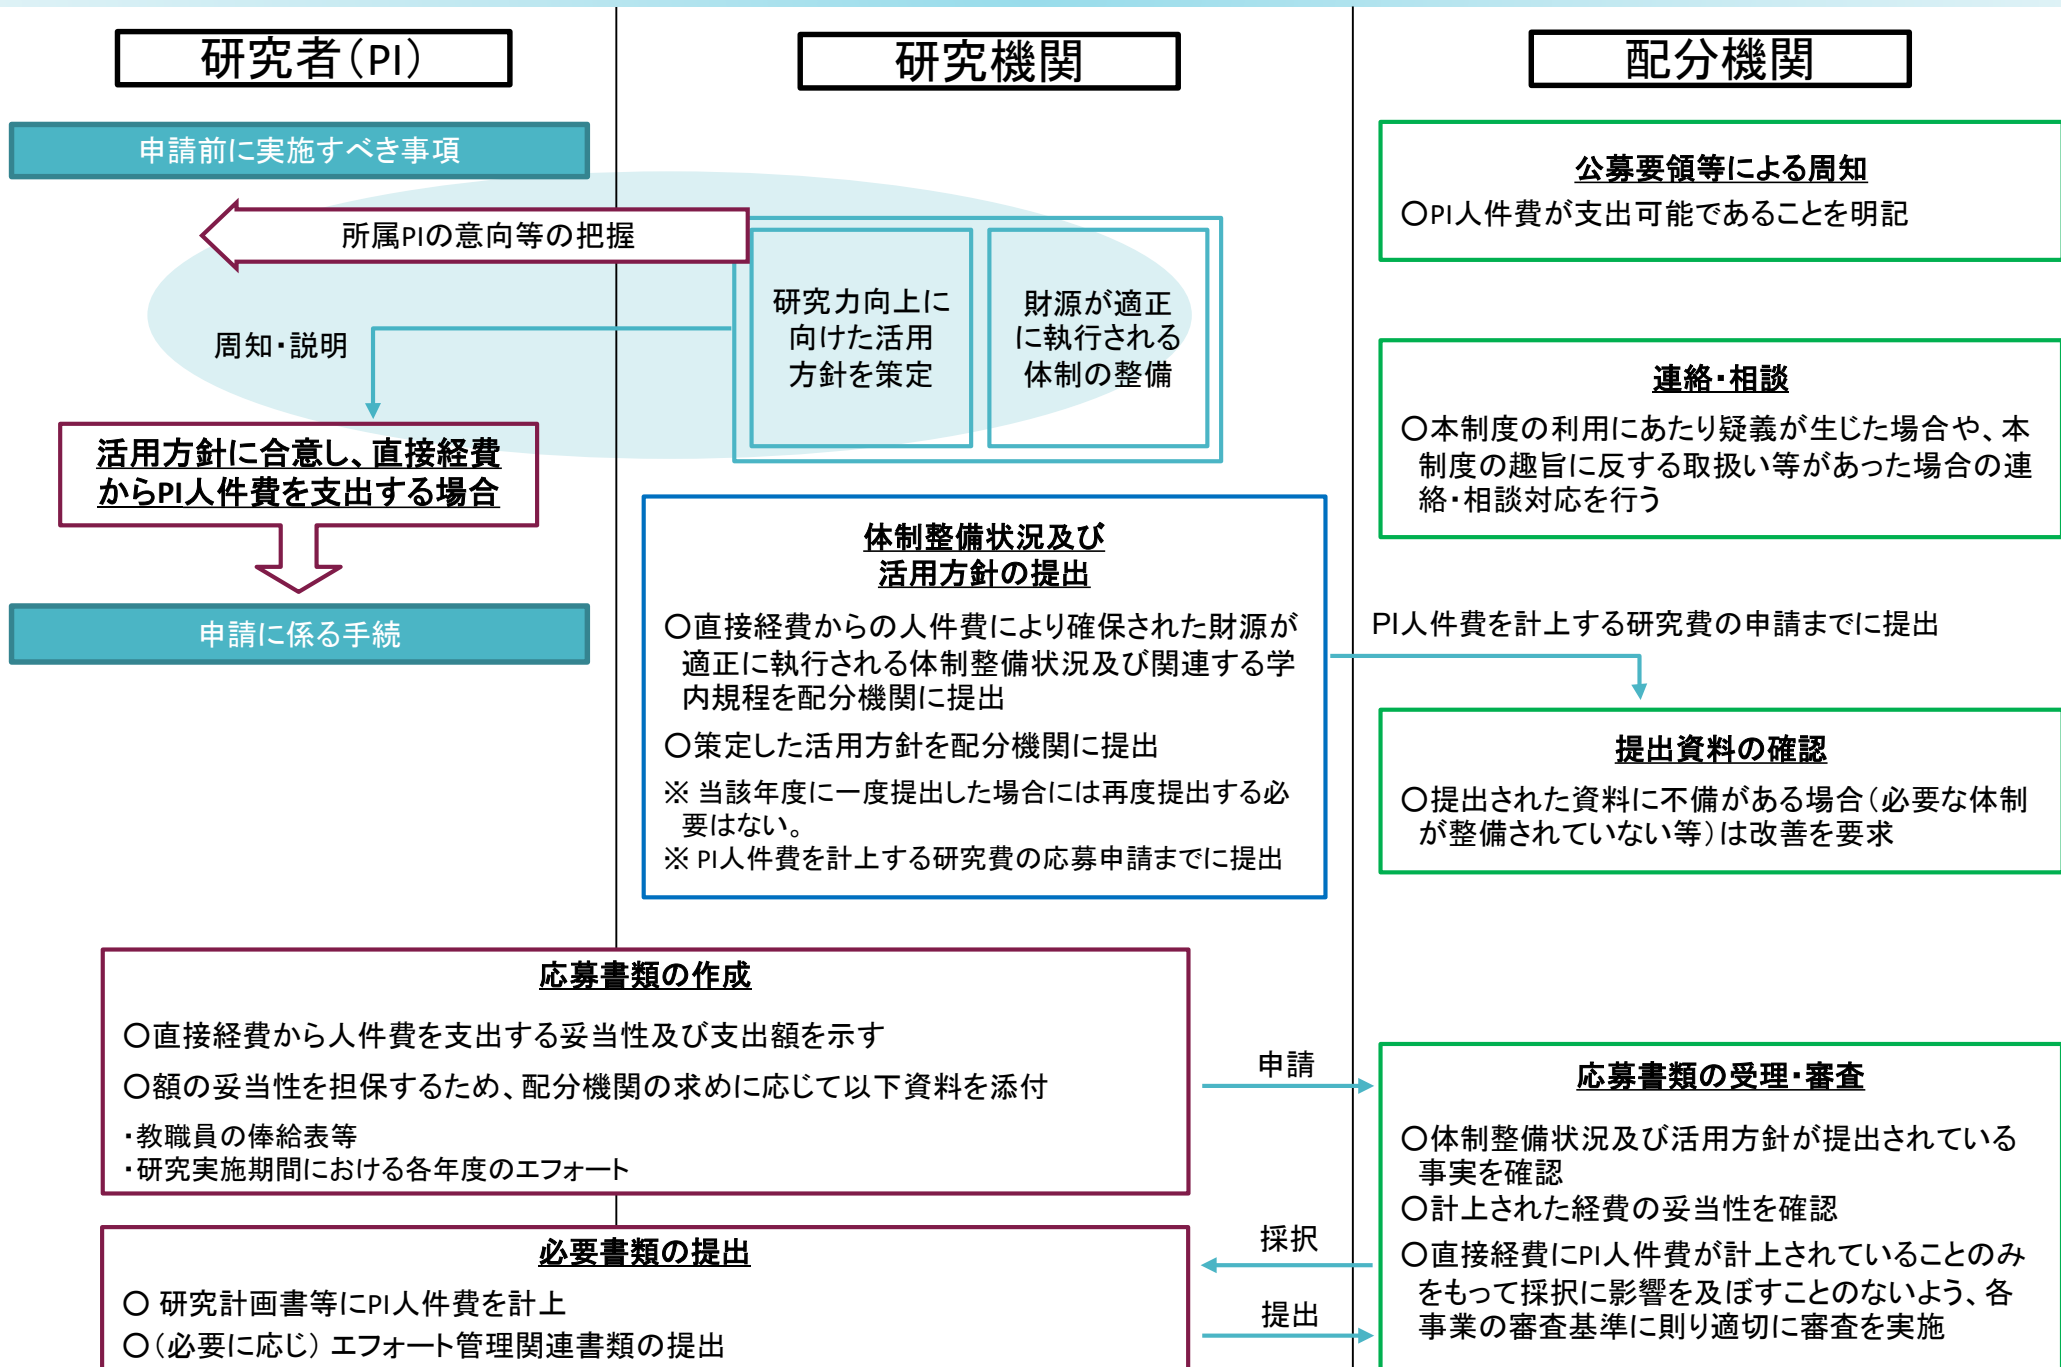 研究者（PI）
研究機関
配分機関
申請前に実施すべき事項
所属PIの意向等の把握
研究力向上に
向けた活用
方針を策定
財源が適正
に執行される
体制の整備
周知・説明
活用方針に合意し、直接経費
からPI人件費を支出する場合
申請に係る手続
公募要領等による周知
〇PI人件費が支出可能であることを明記
連絡・相談
〇本制度の利用にあたり疑義が生じた場合や、本
制度の趣旨に反する取扱い等があった場合の連
絡・相談対応を行う
体制整備状況及び
活用方針の提出
〇直接経費からの人件費により確保された財源が
適正に執行される体制整備状況及び関連する学
内規程を配分機関に提出
〇策定した活用方針を配分機関に提出
※ 当該年度に一度提出した場合には再度提出する必
要はない。
※ PI人件費を計上する研究費の応募申請までに提出
PI人件費を計上する研究費の申請までに提出
提出資料の確認
〇提出された資料に不備がある場合（必要な体制
が整備されていない等）は改善を要求
応募書類の作成
〇直接経費から人件費を支出する妥当性及び支出額を示す
〇額の妥当性を担保するため、配分機関の求めに応じて以下資料を添付
・教職員の俸給表等
・研究実施期間における各年度のエフォート
申請
応募書類の受理・審査
〇体制整備状況及び活用方針が提出されている
事実を確認
〇計上された経費の妥当性を確認
〇直接経費にPI人件費が計上されていることのみ
をもって採択に影響を及ぼすことのないよう、各
事業の審査基準に則り適切に審査を実施
採択
必要書類の提出
〇 研究計画書等にPI人件費を計上
〇（必要に応じ） エフォート管理関連書類の提出
提出